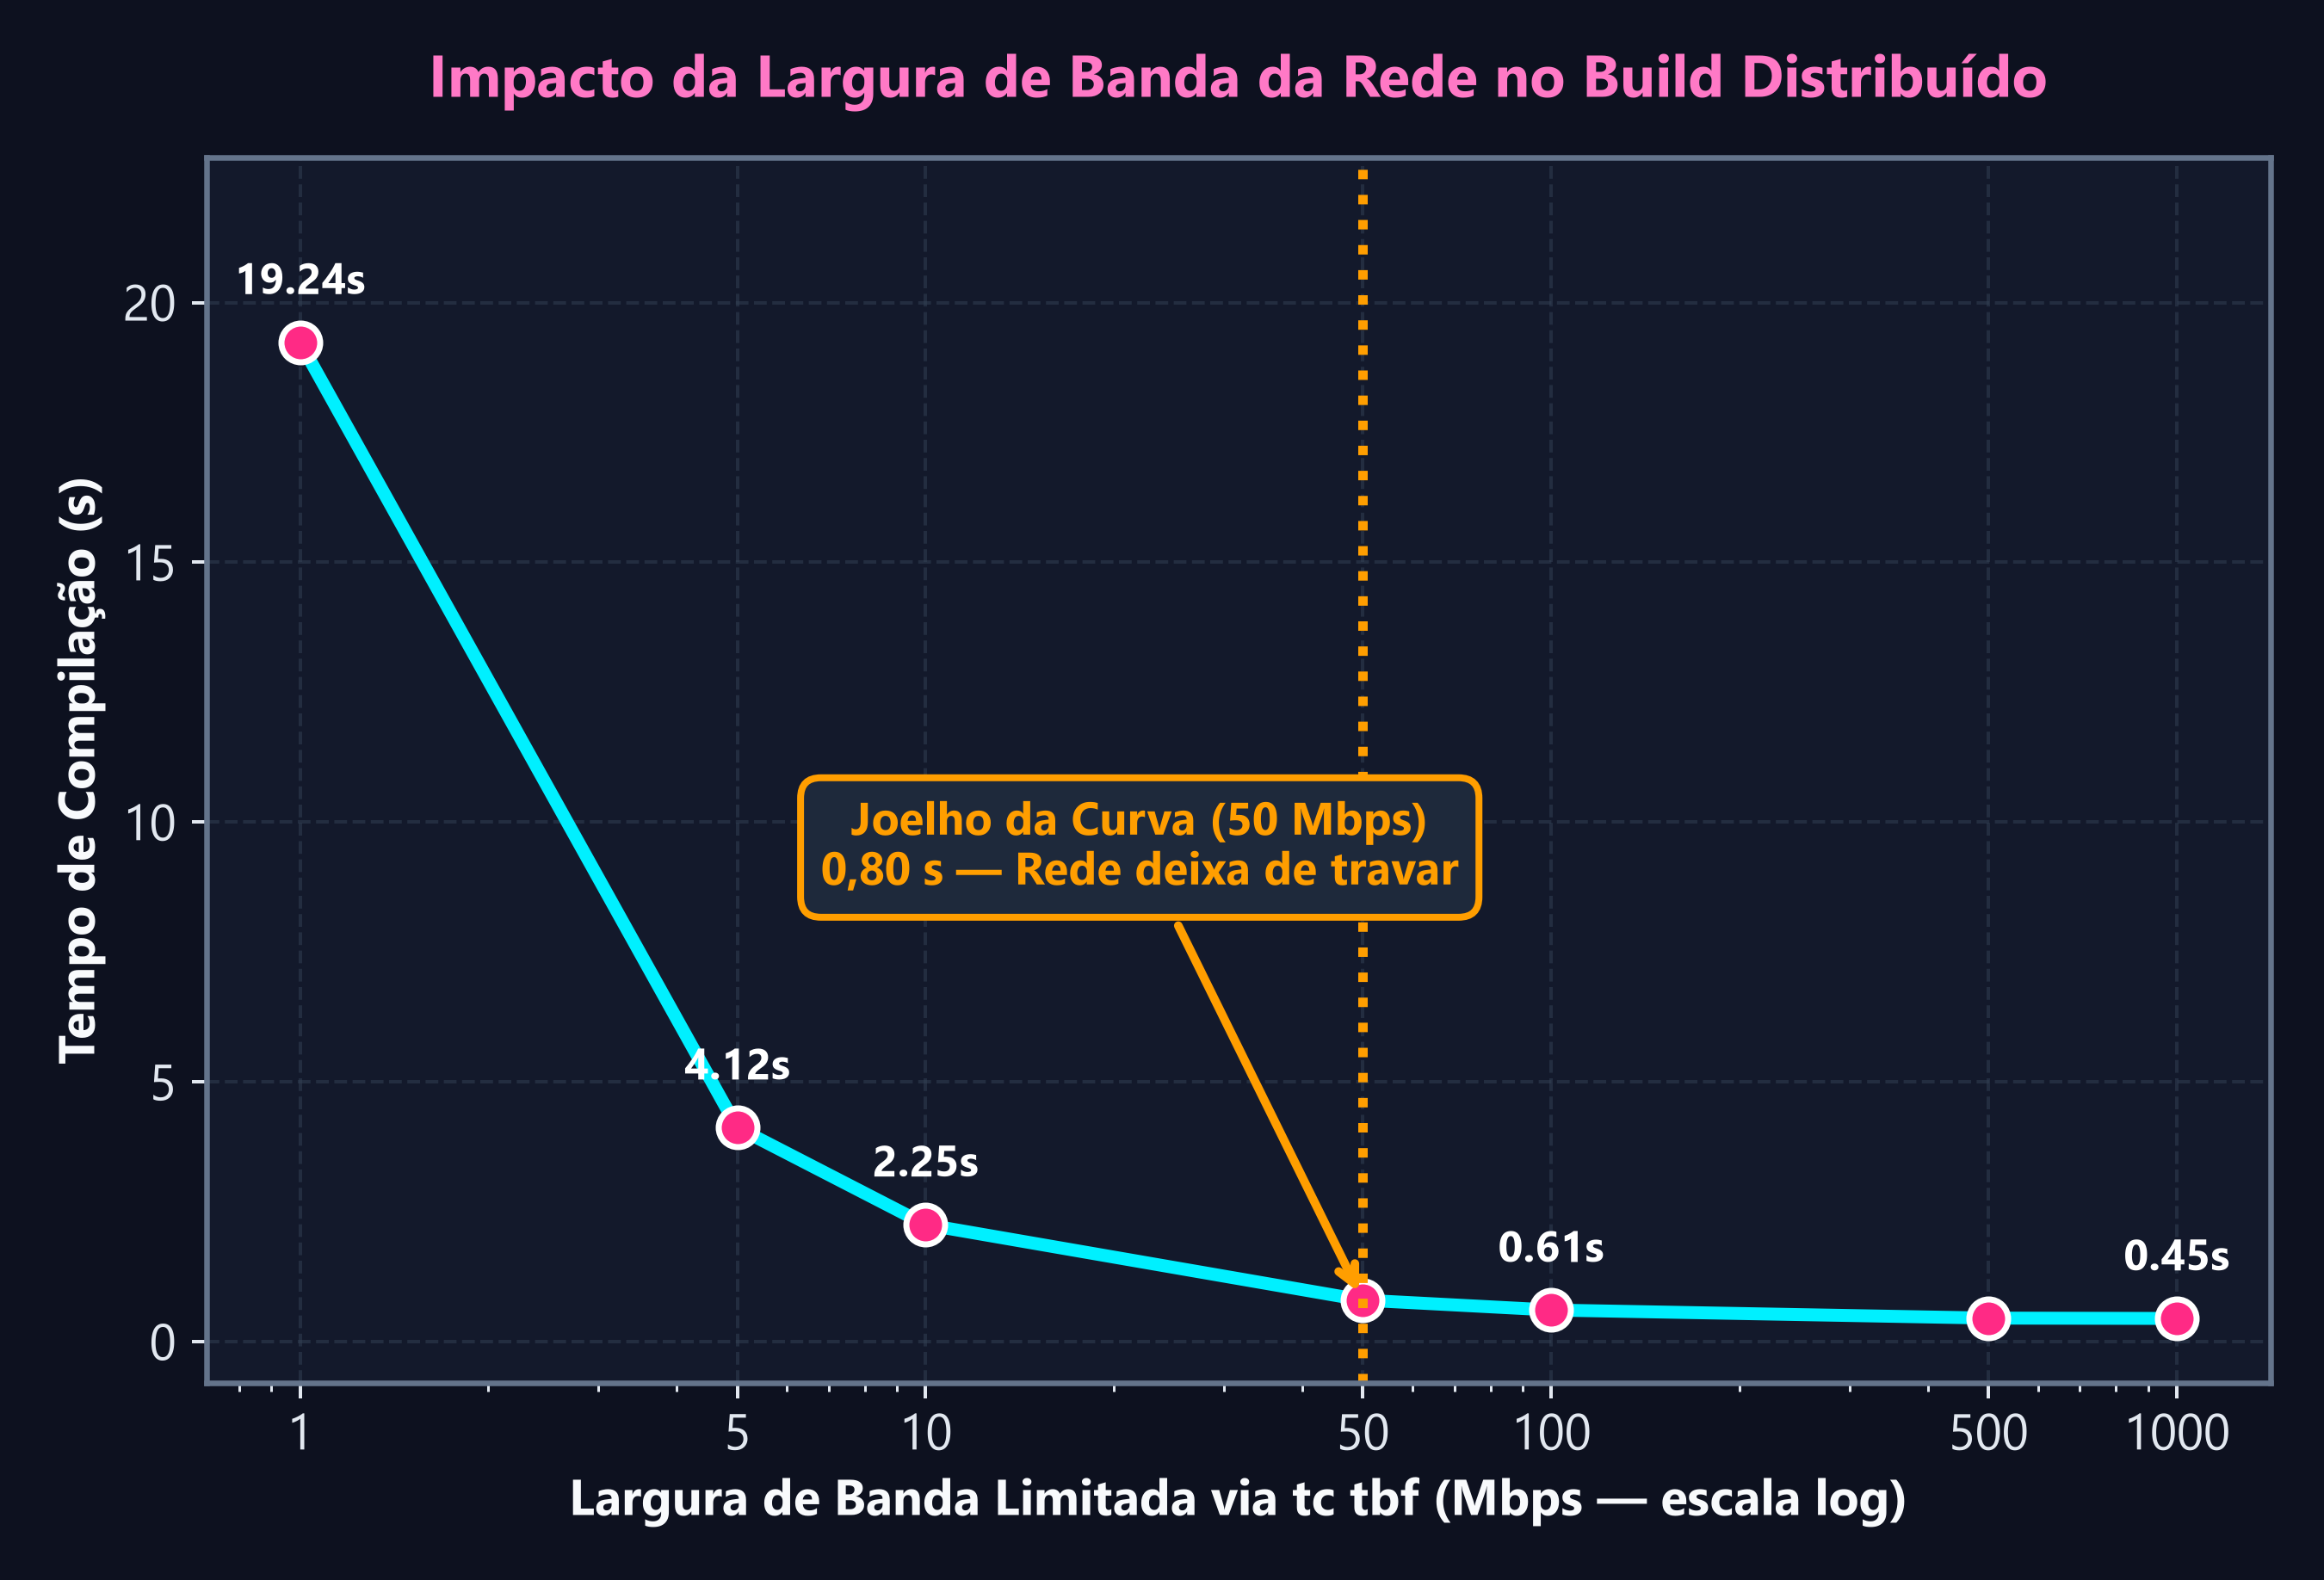 Impacto da Largura de Banda da Rede no Build Distribuído
Tempo de Compilação (s)
20
15
10
5
0
19.24s
4.12s
2.25s
Joelho da Curva (50 Mbps)
0,80 s — Rede deixa de travar
0.61s
0.45s
1
5
10
50
100
500
1000
Largura de Banda Limitada via tc tbf (Mbps — escala log)